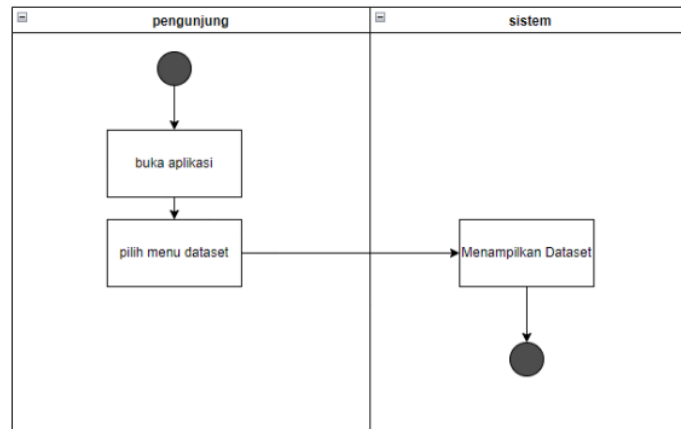 pengunjung
sistem
buka aplikasi
pilih menu dataset
Menampilkan Dataset